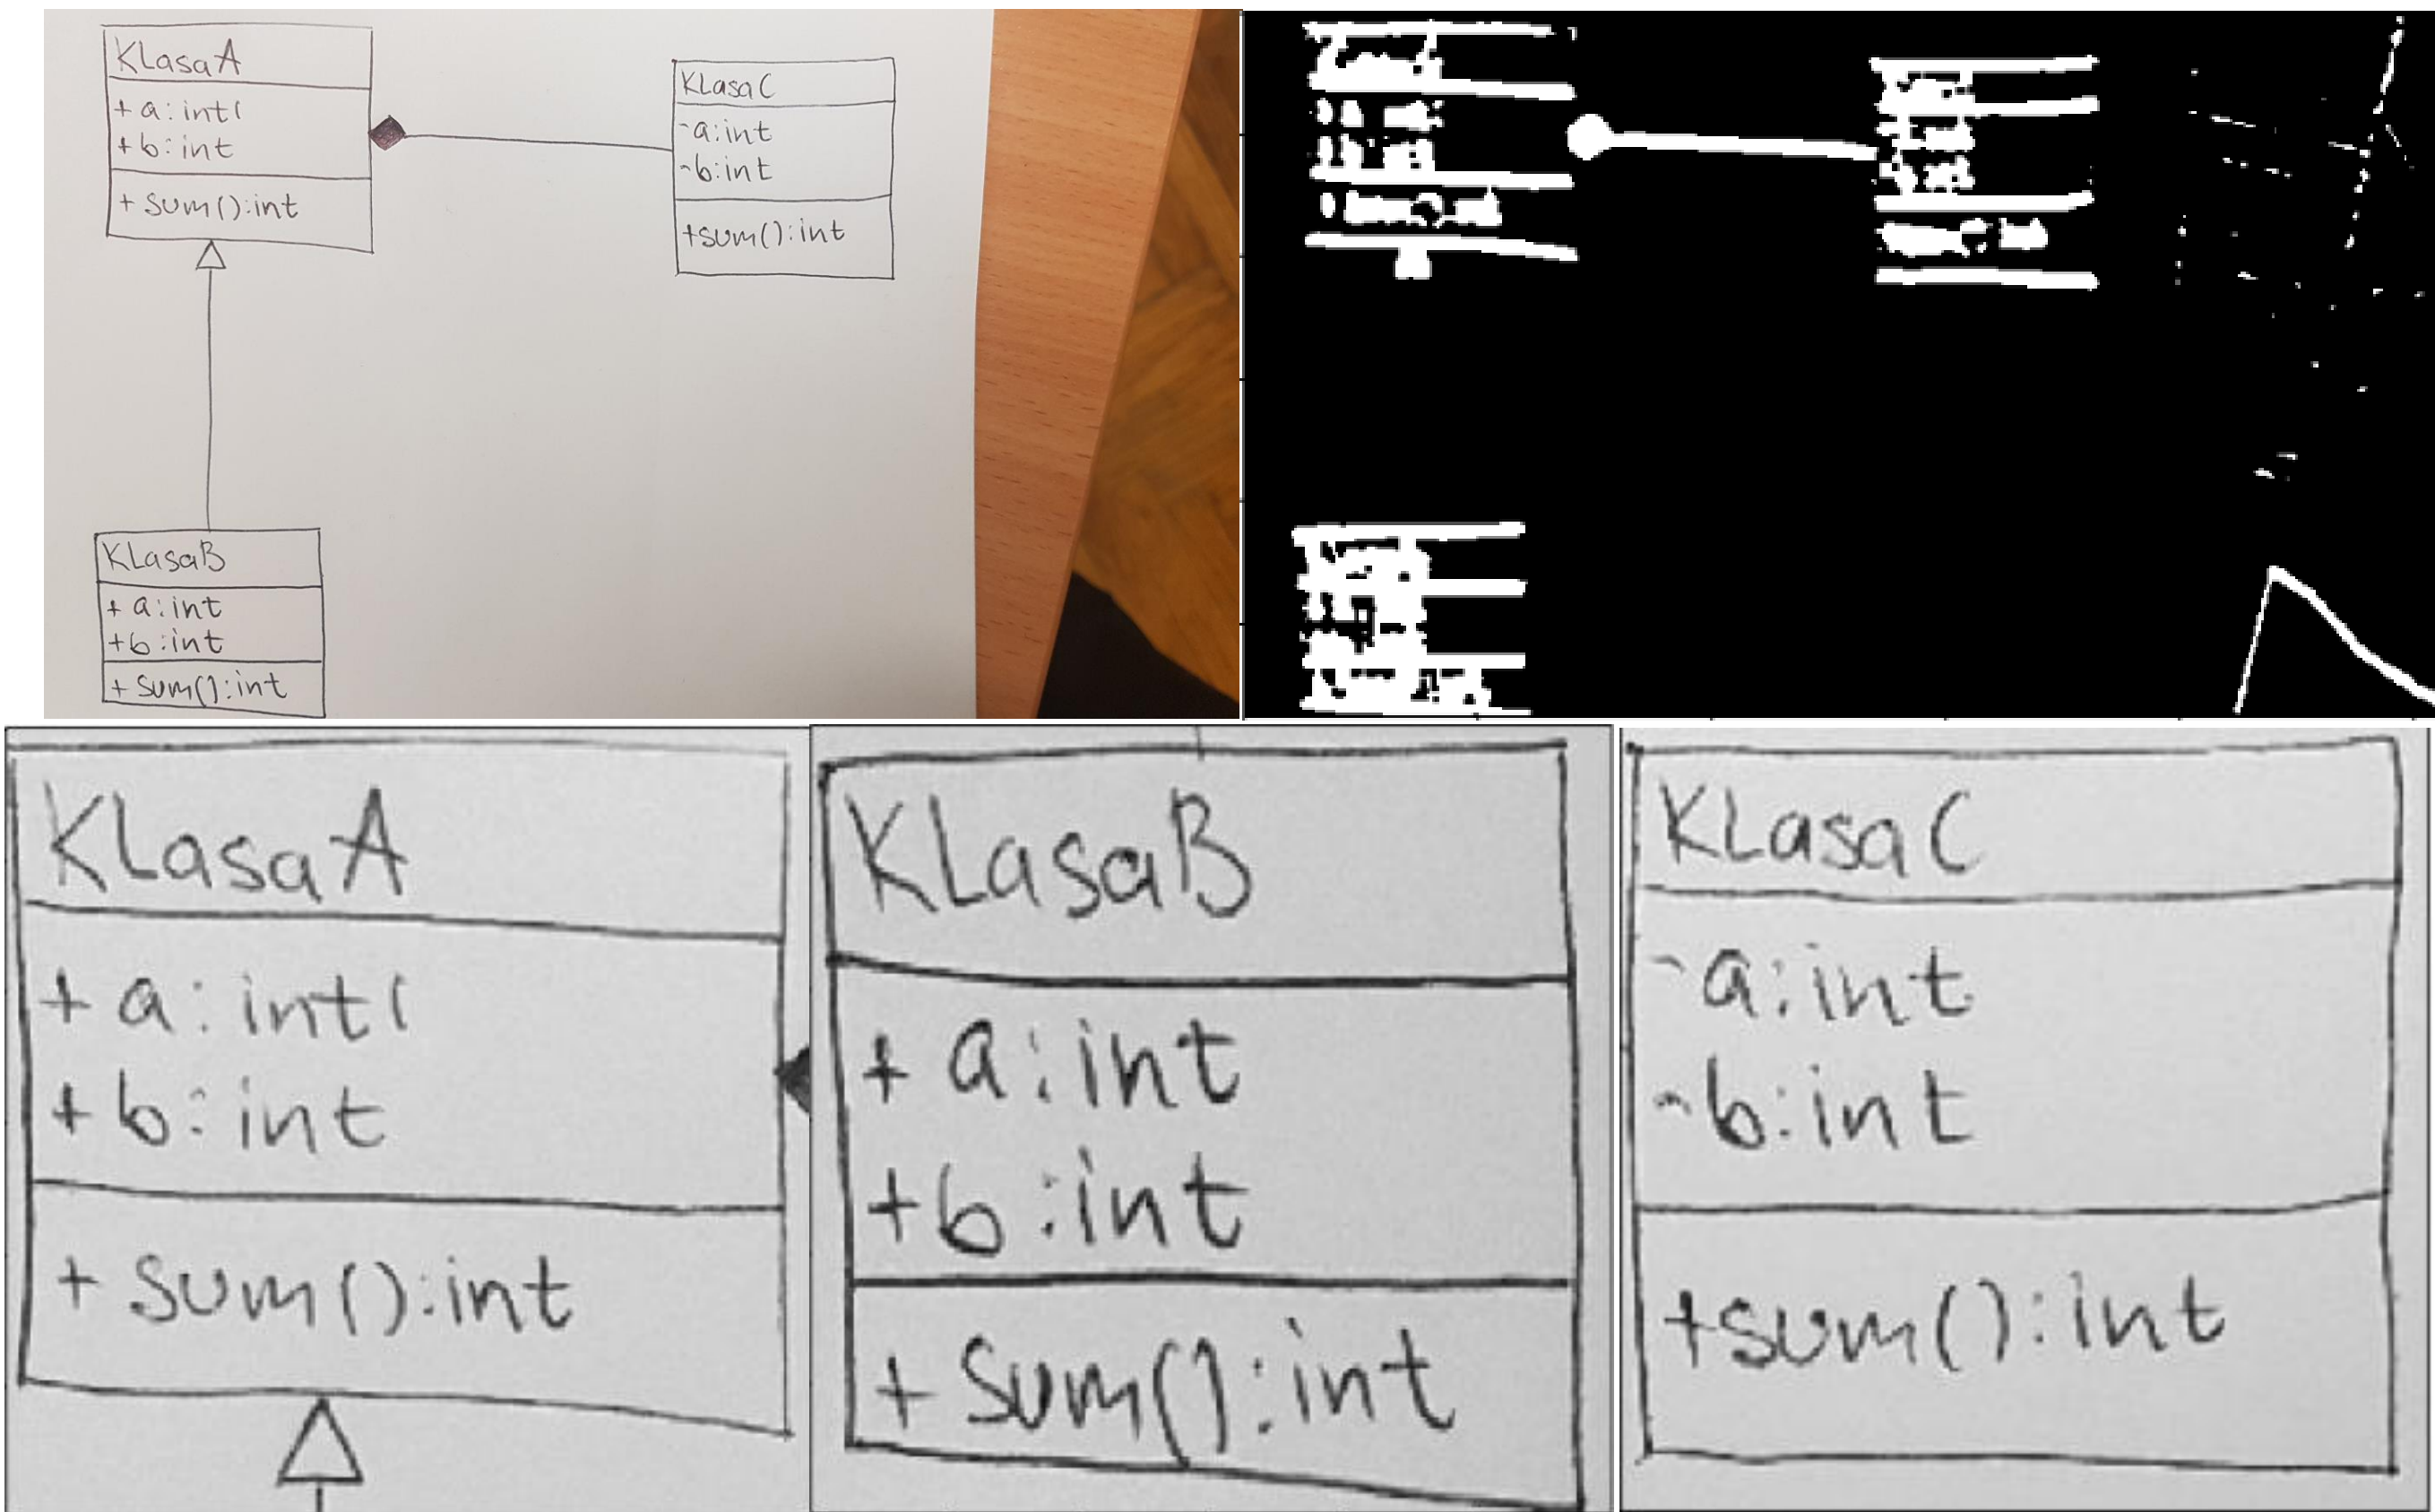 KLasaA
+ a: int(
+ b: int
+ sum(): int
KLasaC
- a: int
- b: int
+sum(): int
KLasaB
+ a: int
+b: int
+ sum(): int
KLasaA
+ a: int(
+ b: int
+ sum(): int
KLasaB
+ a: int
+b: int
+ sum(): int
KLasaC
- a: int
- b: int
+sum(): int